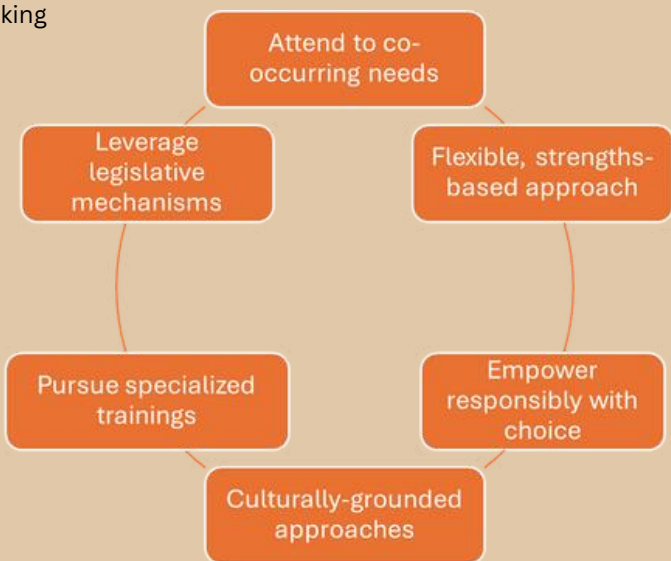 king
Attend to co-
occurring needs
Flexible, strengths-
based approach
Empower
responsibly with
choice
Culturally-grounded
approaches
Pursue specialized
trainings
Leverage
legislative
mechanisms